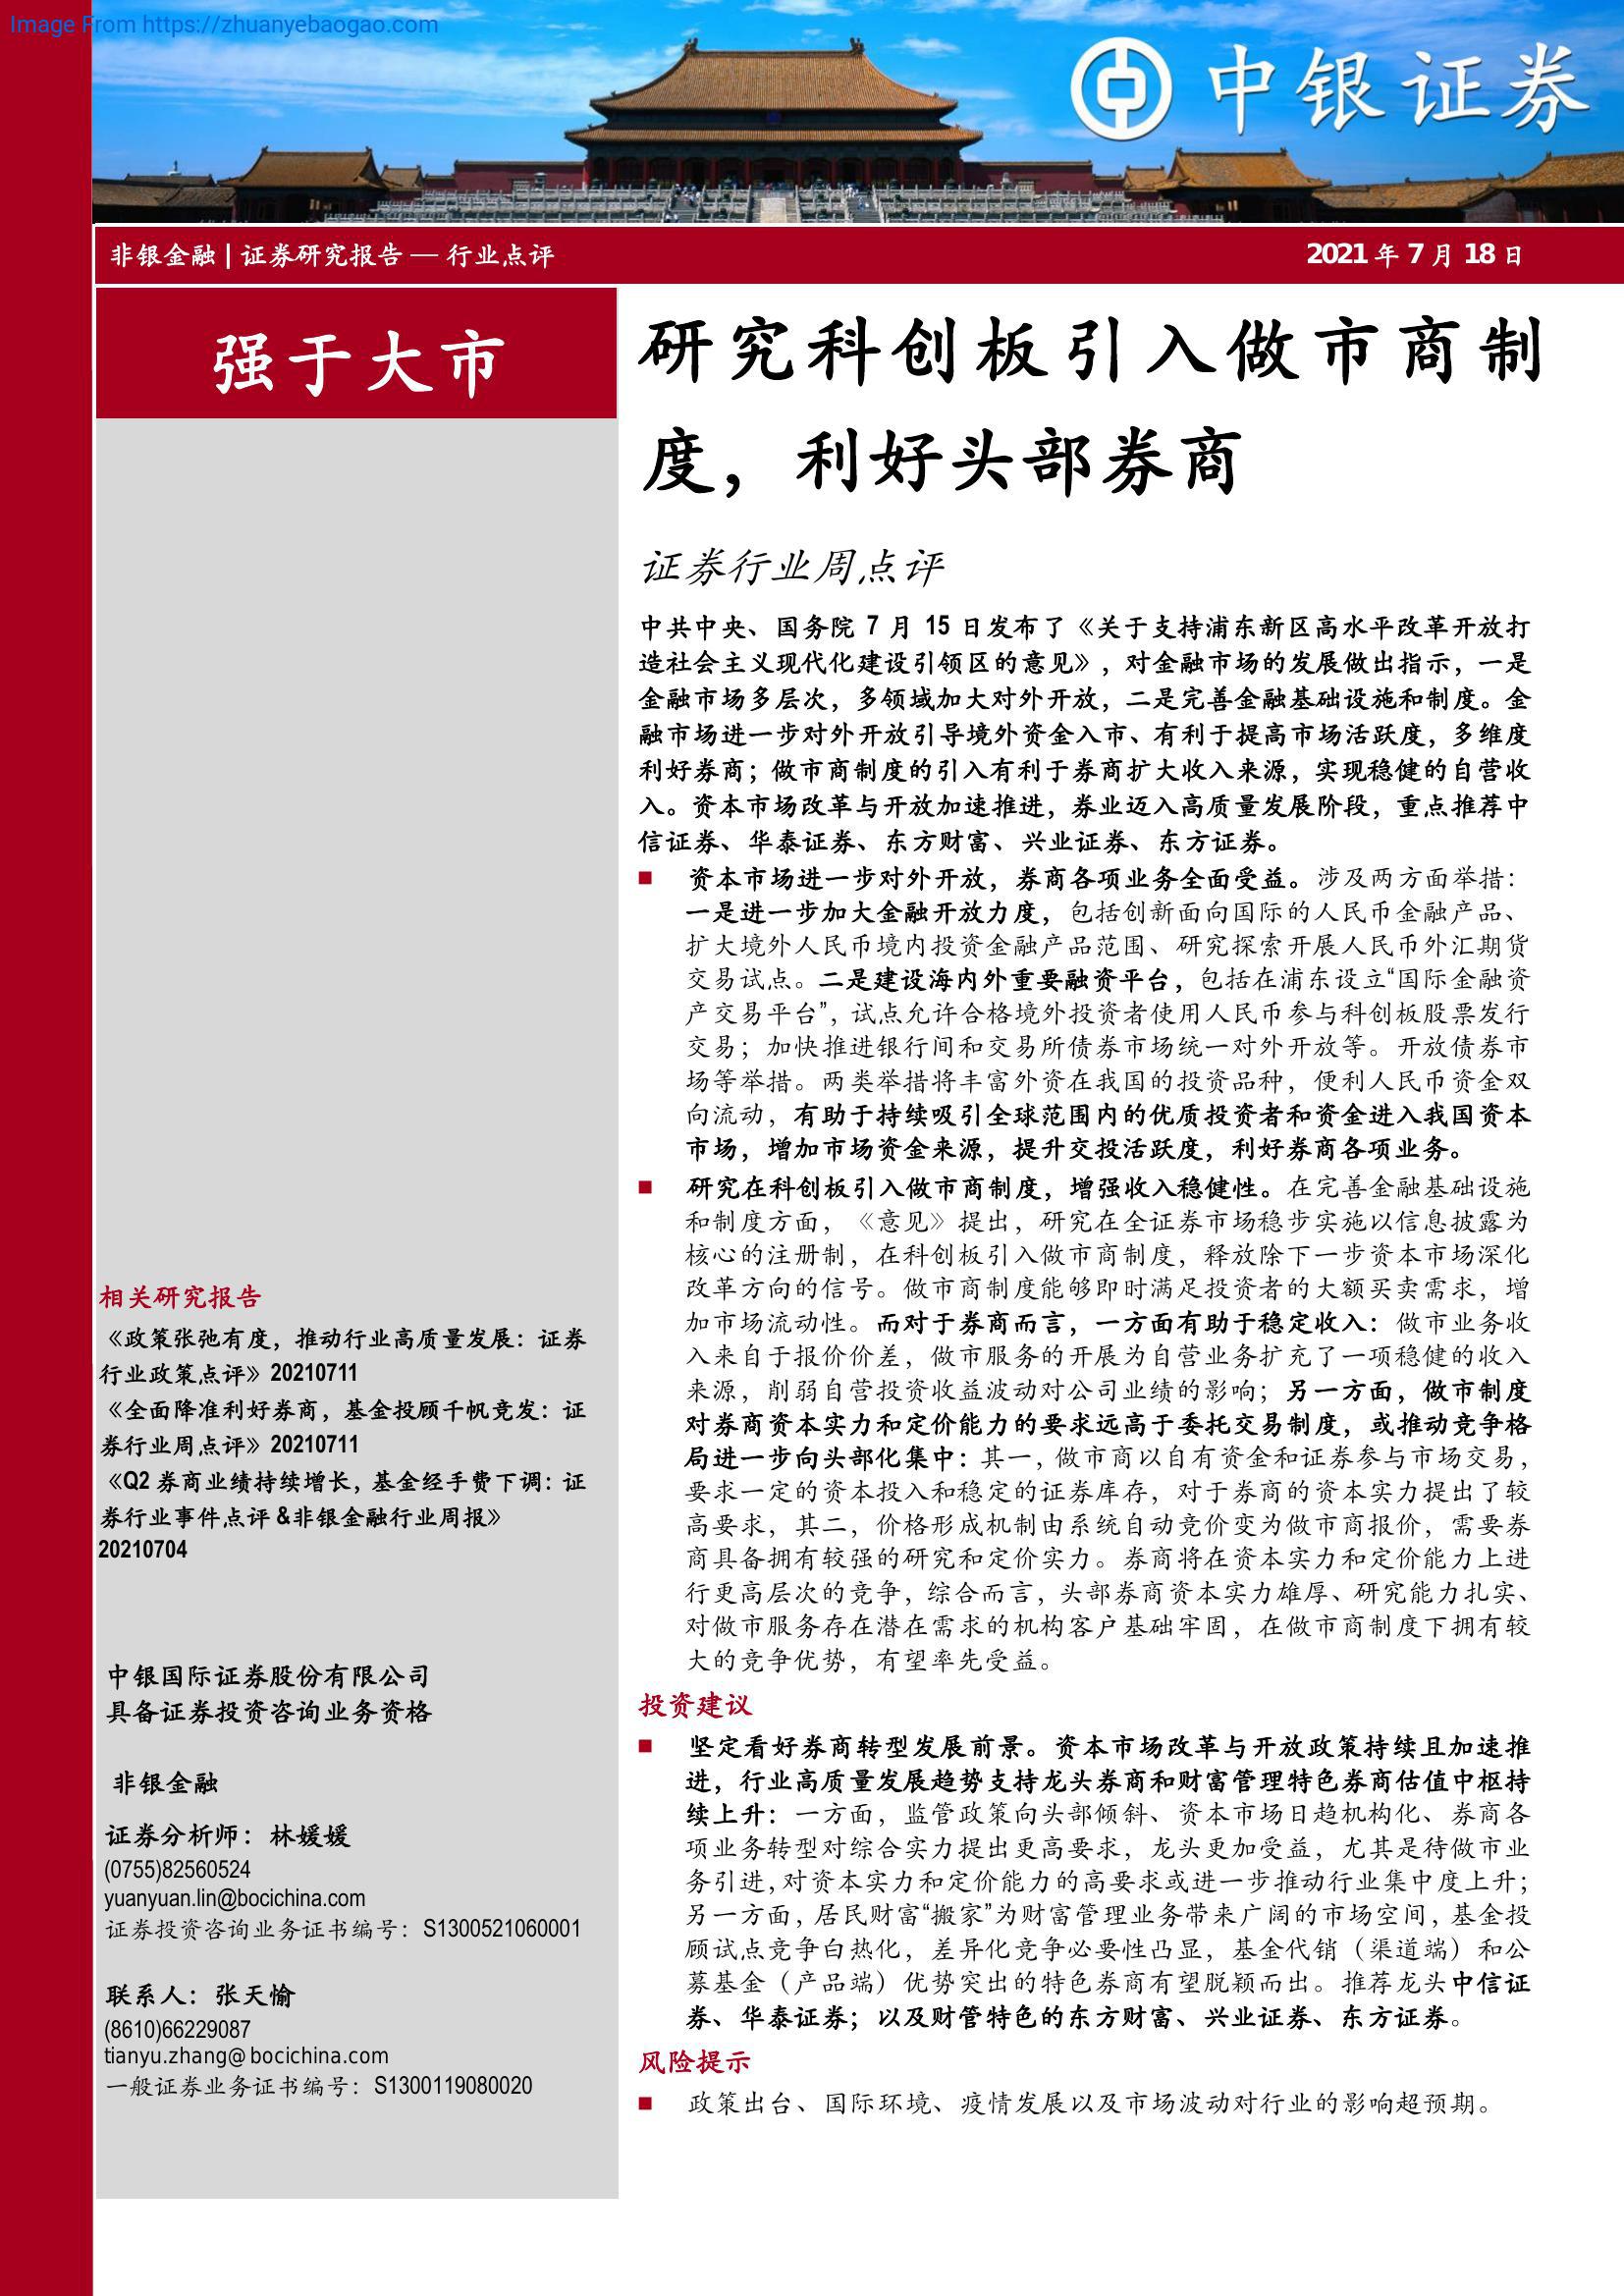 Image From https://zhuanyebaogao.com
中银证券
非银金融 | 证券研究报告 — 行业点评
2021 年 7 月 18 日
强于大市
研究科创板引入做市商制
度，利好头部券商
证券行业周点评
中共中央、国务院 7 月 15 日发布了《关于支持浦东新区高水平改革开放打
造社会主义现代化建设引领区的意见》，对金融市场的发展做出指示，一是
金融市场多层次，多领域加大对外开放，二是完善金融基础设施和制度。金
融市场进一步对外开放引导境外资金入市、有利于提高市场活跃度，多维度
利好券商；做市商制度的引入有利于券商扩大收入来源，实现稳健的自营收
入。资本市场改革与开放加速推进，券业迈入高质量发展阶段，重点推荐中
信证券、华泰证券、东方财富、兴业证券、东方证券。
■ 资本市场进一步对外开放，券商各项业务全面受益。涉及两方面举措：
一是进一步加大金融开放力度，包括创新面向国际的人民币金融产品、
扩大境外人民币境内投资金融产品范围、研究探索开展人民币外汇期货
交易试点。二是建设海内外重要融资平台，包括在浦东设立“国际金融资
产交易平台”，试点允许合格境外投资者使用人民币参与科创板股票发行
交易；加快推进银行间和交易所债券市场统一对外开放等。开放债券市
场等举措。两类举措将丰富外资在我国的投资品种，便利人民币资金双
向流动，有助于持续吸引全球范围内的优质投资者和资金进入我国资本
市场，增加市场资金来源，提升交投活跃度，利好券商各项业务。
■ 研究在科创板引入做市商制度，增强收入稳健性。在完善金融基础设施
和制度方面，《意见》提出，研究在全证券市场稳步实施以信息披露为
核心的注册制，在科创板引入做市商制度，释放除下一步资本市场深化
改革方向的信号。做市商制度能够即时满足投资者的大额买卖需求，增
加市场流动性。而对于券商而言，一方面有助于稳定收入：做市业务收
入来自于报价价差，做市服务的开展为自营业务扩充了一项稳健的收入
来源，削弱自营投资收益波动对公司业绩的影响；另一方面，做市制度
对券商资本实力和定价能力的要求远高于委托交易制度，或推动竞争格
局进一步向头部化集中：其一，做市商以自有资金和证券参与市场交易，
要求一定的资本投入和稳定的证券库存，对于券商的资本实力提出了较
高要求，其二，价格形成机制由系统自动竞价变为做市商报价，需要券
商具备拥有较强的研究和定价实力。券商将在资本实力和定价能力上进
行更高层次的竞争，综合而言，头部券商资本实力雄厚、研究能力扎实、
对做市服务存在潜在需求的机构客户基础牢固，在做市商制度下拥有较
大的竞争优势，有望率先受益。
投资建议
■ 坚定看好券商转型发展前景。资本市场改革与开放政策持续且加速推
进，行业高质量发展趋势支持龙头券商和财富管理特色券商估值中枢持
续上升：一方面，监管政策向头部倾斜、资本市场日趋机构化、券商各
项业务转型对综合实力提出更高要求，龙头更加受益，尤其是待做市业
务引进，对资本实力和定价能力的高要求或进一步推动行业集中度上升；
另一方面，居民财富“搬家”为财富管理业务带来广阔的市场空间，基金投
顾试点竞争白热化，差异化竞争必要性凸显，基金代销（渠道端）和公
募基金（产品端）优势突出的特色券商有望脱颖而出。推荐龙头中信证
券、华泰证券；以及财管特色的东方财富、兴业证券、东方证券。
风险提示
■ 政策出台、国际环境、疫情发展以及市场波动对行业的影响超预期。
相关研究报告
《政策张弛有度，推动行业高质量发展：证券
行业政策点评》20210711
《全面降准利好券商，基金投顾千帆竞发：证
券行业周点评》20210711
《Q2 券商业绩持续增长，基金经手费下调：证
券行业事件点评&非银金融行业周报》
20210704
中银国际证券股份有限公司
具备证券投资咨询业务资格
非银金融
证券分析师：林媛媛
(0755)82560524
yuanyuan.lin@bocichina.com
证券投资咨询业务证书编号：S1300521060001
联系人：张天愉
(8610)66229087
tianyu.zhang@bocichina.com
一般证券业务证书编号：S1300119080020